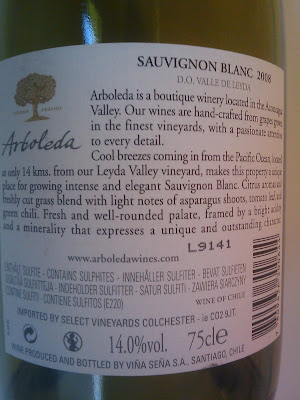 SAUVIGNON BLANC 2008
D.O. VALLE DE LEYDA
Arboleda
Arboleda is a boutique winery located in the Aconcagua
Valley. Our wines are hand-crafted from grapes grown
in the finest vineyards, with a passionate attention
to every detail.
Cool breezes coming in from the Pacific Ocean, located
at only 14 kms. from our Leyda Valley vineyard, makes this property a unique
place for growing intense and elegant Sauvignon Blanc. Citrus aromas and
freshly cut grass blend with light notes of asparagus shoots, tomato leaf, and
green chili. Fresh and well-rounded palate, framed by a bright acidity
and a minerality that expresses a unique and outstanding character.
L9141
www.arboledawines.com
ENTHÄLT SULFITE - CONTAINS SULPHITES - INNEHÅLLER SULFITER - BEVAT SULFIETEN
SISÄLTÄÄ SULFIITTEJA - INDEHOLDER SULFITTER - SATUR SULFITI - ZAWIERA SIARCZYNY
CONTINE SULFITI - CONTIENE SULFITOS (E220)
WINE OF CHILE
IMPORTED BY SELECT VINEYARDS COLCHESTER - ie CO2 9JT.
14.0%vol. 75cl e
WINE PRODUCED AND BOTTLED BY VIÑA SEÑA S.A., SANTIAGO, CHILE